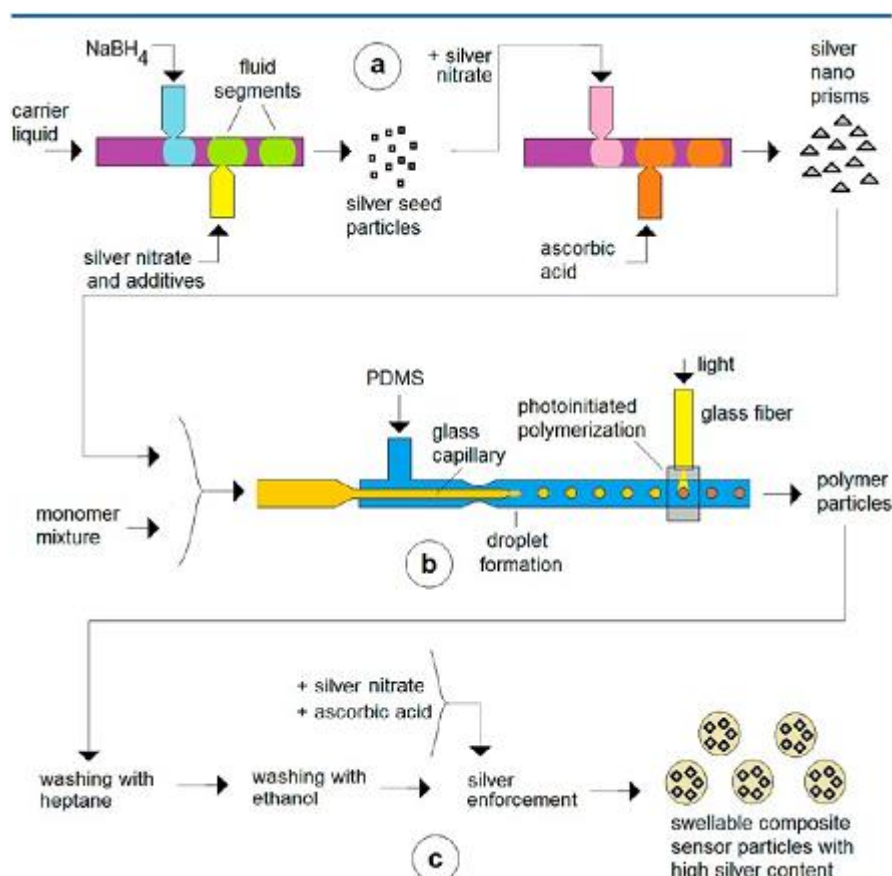 NaBH4
a
+ silver
nitrate
silver
nano
prisms
fluid
segments
carrier
liquid
silver seed
particles
silver nitrate
and additives
ascorbic
acid
light
PDMS
photoinitiated
polymerization
glass fiber
glass
capillary
polymer
particles
monomer
mixture
droplet
formation
b
+ silver nitrate
+ ascorbic acid
washing with
heptane
washing with
ethanol
silver
enforcement
swellable composite
sensor particles with
high silver content
c